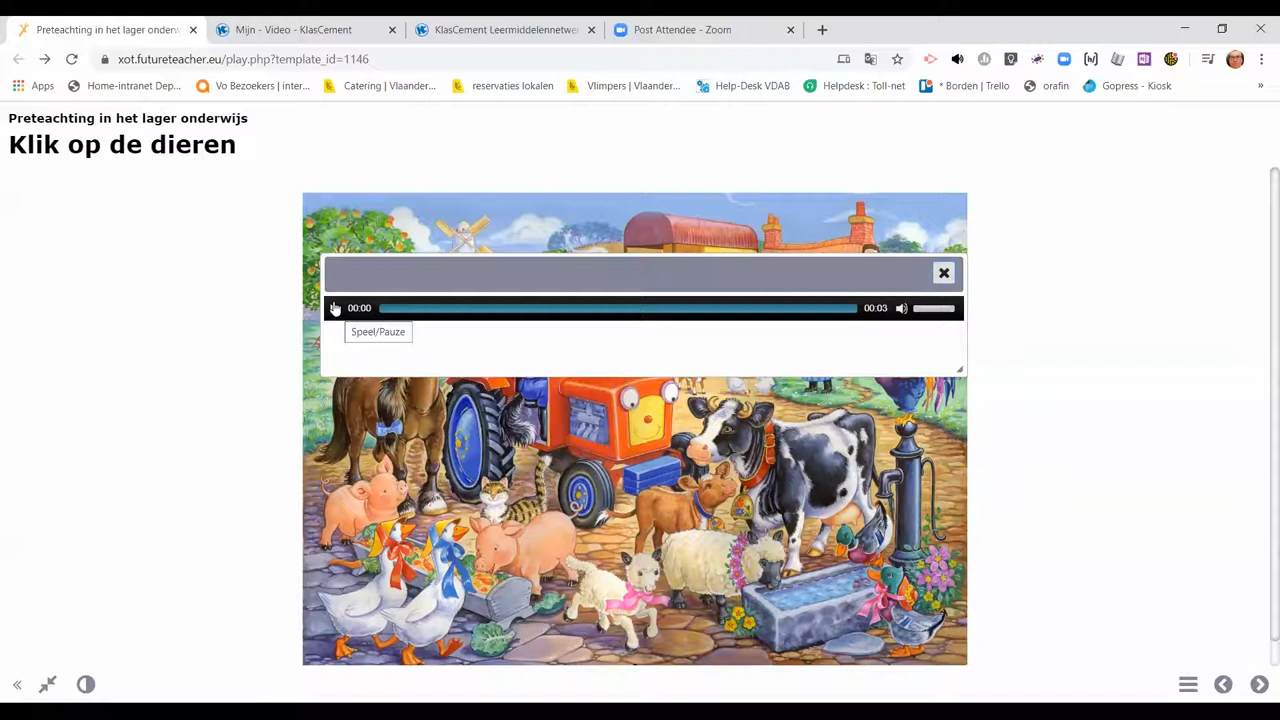 Preteachting in het lager onderwijs
Mijn - Video - KlasCement
KlasCement Leermiddelennetwe
Post Attendee - Zoom
xot.futureteacher.eu/play.php?template_id=1146
Apps
Home-intranet Dep...
Vo Bezoekers | inter...
Catering | Vlaander...
reservaties lokalen
Vlimpers | Vlaander...
Help-Desk VDAB
Helpdesk : Toll-net
* Borden | Trello
orafin
Gopress - Kiosk
Preteachting in het lager onderwijs
Klik op de dieren
00:00
00:03
Speel/Pauze